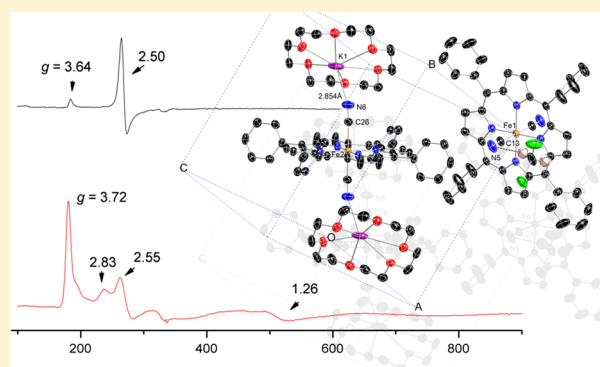 g = 3.64
2.50
K1
2.854Å
N6
C26
Fe2
B
Fe1
C13
N5
C
O
A
g = 3.72
2.83
2.55
1.26
200 400 600 800